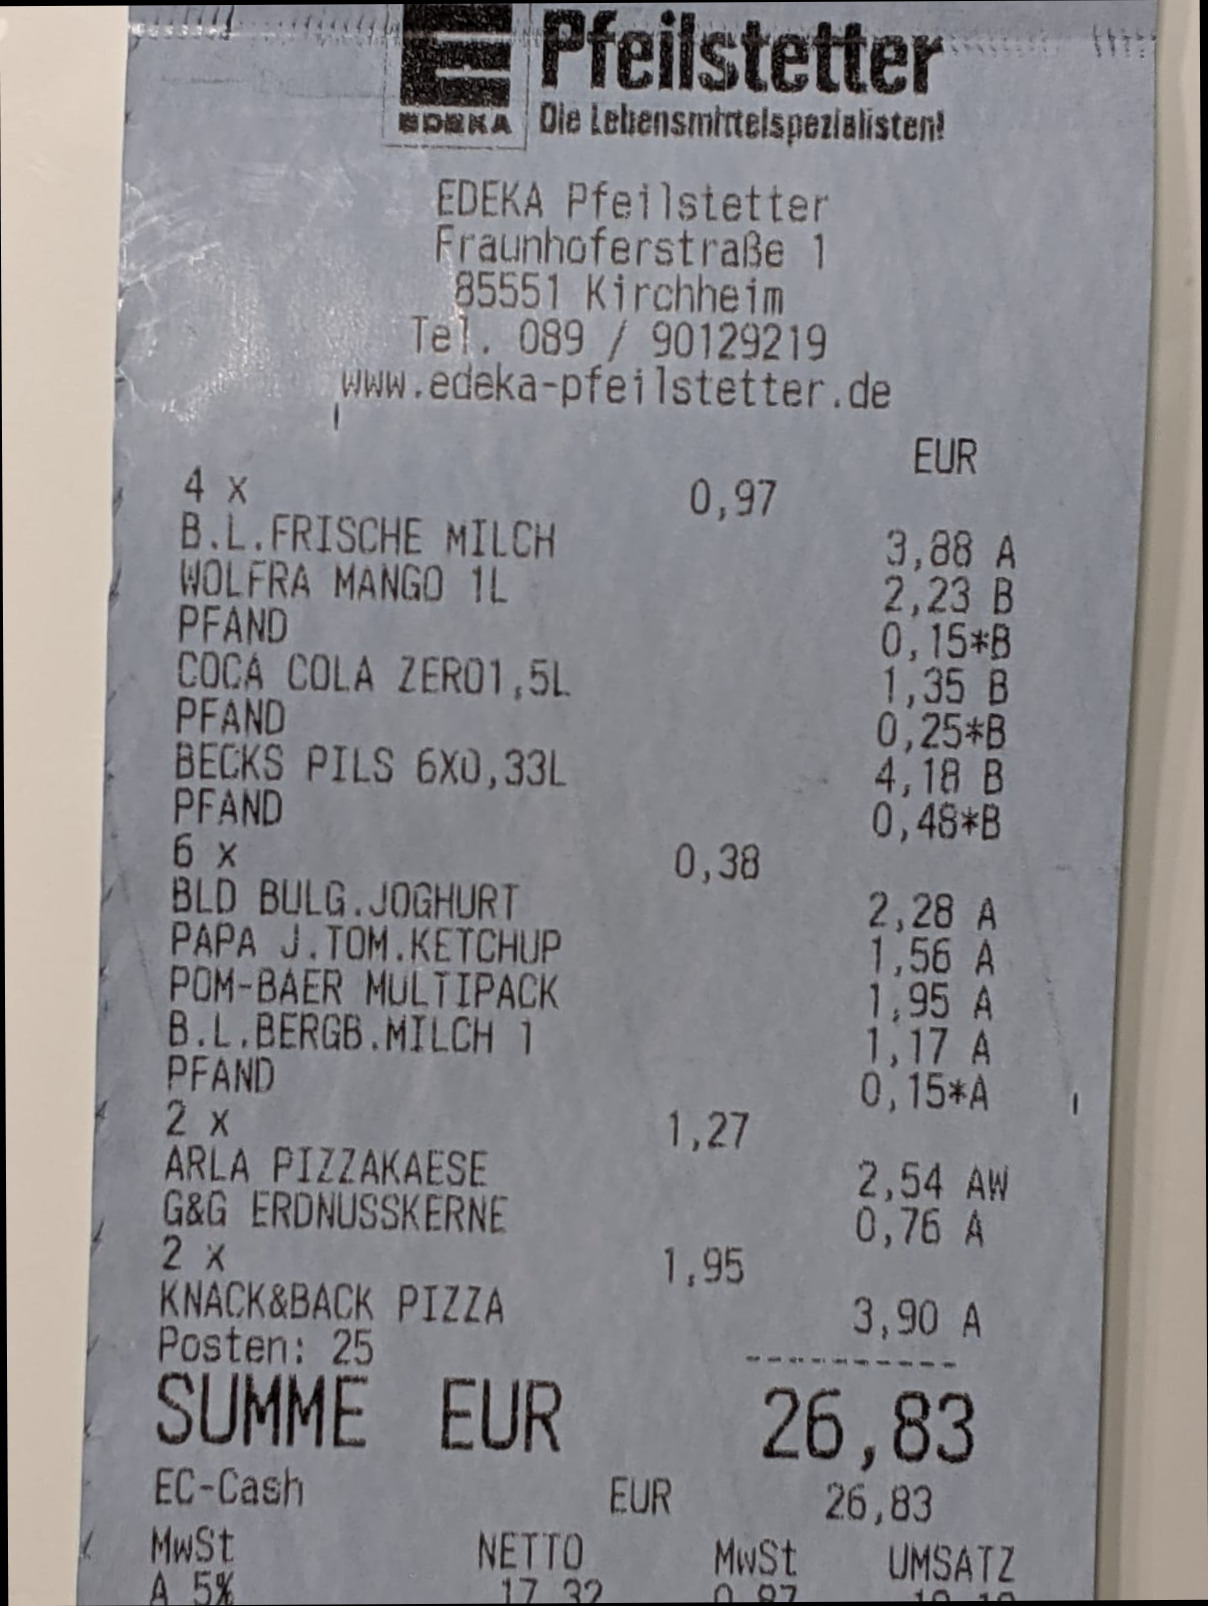 Pfeilstetter
EDEKA Die Lebensmittelspezialisten!
EDEKA Pfeilstetter
Fraunhoferstraße 1
85551 Kirchheim
Tel. 089 / 90129219
www.edeka-pfeilstetter.de
EUR
4 x 0,97
B.L.FRISCHE MILCH 3,88 A
WOLFRA MANGO 1L 2,23 B
PFAND 0,15*B
COCA COLA ZERO1,5L 1,35 B
PFAND 0,25*B
BECKS PILS 6X0,33L 4,18 B
PFAND 0,48*B
6 x 0,38
BLD BULG.JOGHURT 2,28 A
PAPA J.TOM.KETCHUP 1,56 A
POM-BAER MULTIPACK 1,95 A
B.L.BERGB.MILCH 1 1,17 A
PFAND 0,15*A
2 x 1,27
ARLA PIZZAKAESE 2,54 AW
G&G ERDNUSSKERNE 0,76 A
2 x 1,95
KNACK&BACK PIZZA 3,90 A
Posten: 25
----------
SUMME EUR 26,83
EC-Cash EUR 26,83
MwSt NETTO MwSt UMSATZ
A 5% 17,32 0,87